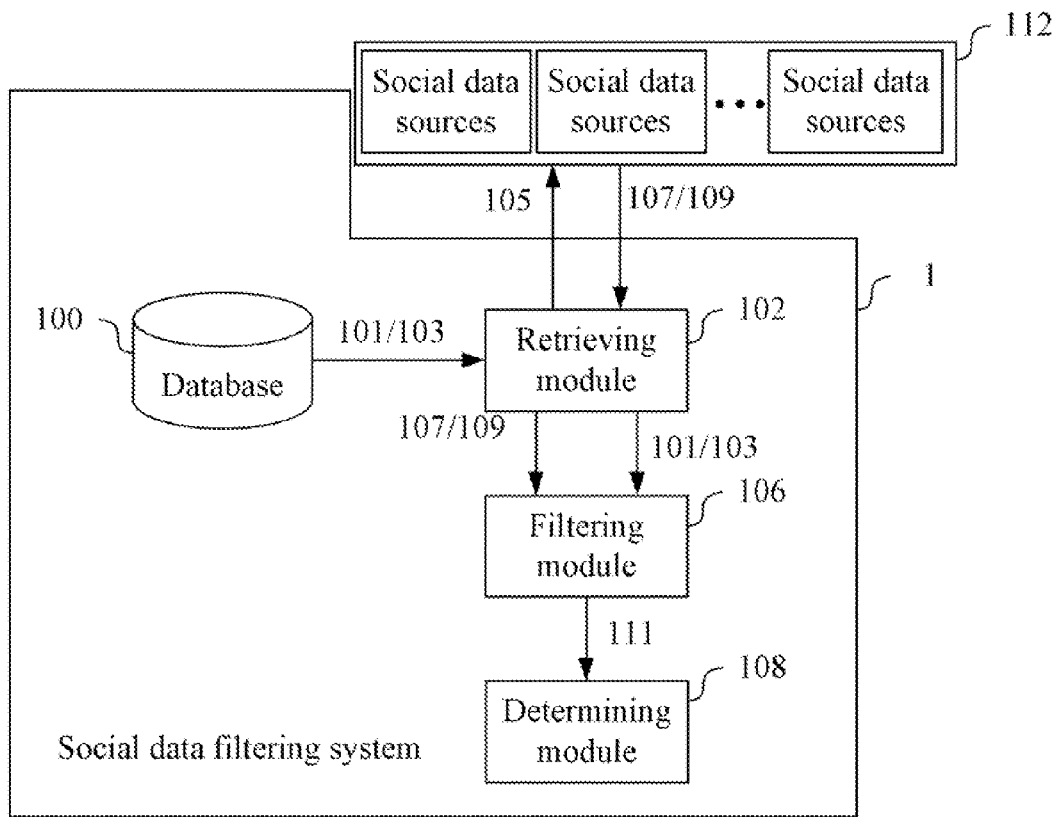 112
Social data Social data Social data
sources sources ••• sources
105 107/109
1
100 101/103 102
Retrieving
module
Database
107/109 101/103
106
Filtering
module
111
108
Determining
module
Social data filtering system